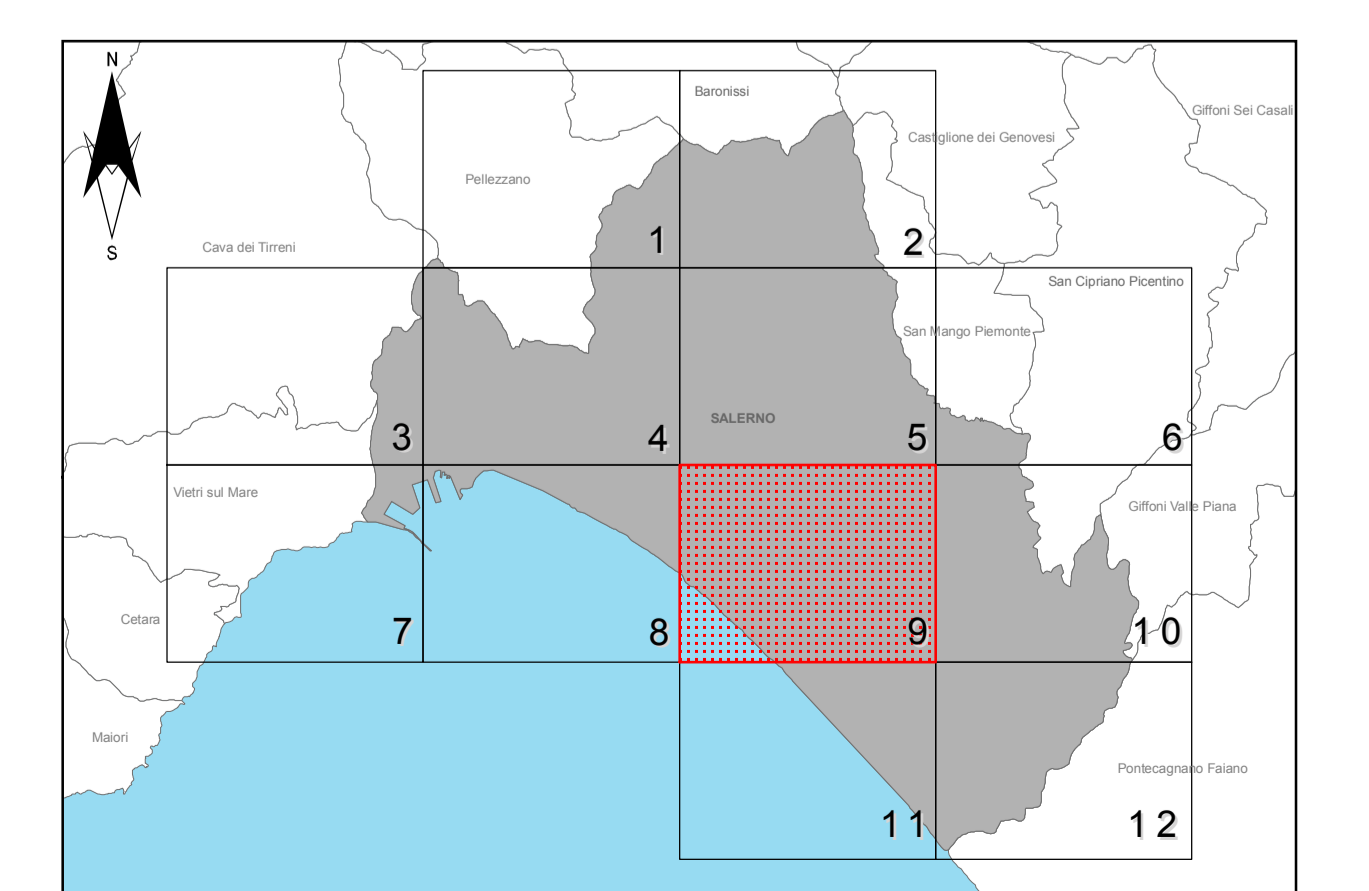 N
Baronissi
Giffoni Sei Casali
Castiglione dei Genovesi
Pellezzano
1
2
S
Cava dei Tirreni
San Cipriano Picentino
San Mango Piemonte
SALERNO
3
4
5
6
Vietri sul Mare
Giffoni Valle Piana
Cetara
7
8
9
10
Maiori
Pontecagnano Faiano
11
12